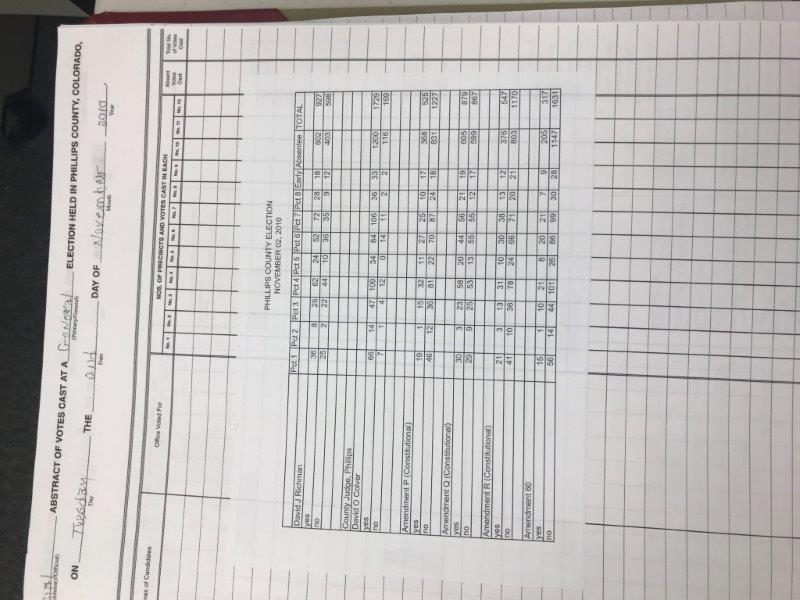 ABSTRACT OF VOTES CAST AT A General ELECTION HELD IN PHILLIPS COUNTY, COLORADO,
(Primary/General)
ON Tuesday THE 2nd DAY OF November 2010
Day Date Month Year
Names of Candidates Office Voted For NOS. OF PRECINCTS AND VOTES CAST IN EACH Absent Votes Cast Total No. of Votes Cast
No. 1 No. 2 No. 3 No. 4 No. 5 No. 6 No. 7 No. 8 No. 9 No. 10 No. 11 No. 12
PHILLIPS COUNTY ELECTION
NOVEMBER 02, 2010
David J Richman Pct 1 Pct 2 Pct 3 Pct 4 Pct 5 Pct 6 Pct 7 Pct 8 Early Absentee TOTAL
yes 36 8 25 62 24 52 72 28 18 602 927
no 25 2 22 44 10 36 35 9 12 403 598
County Judge, Phillips
David O Colver
yes 66 14 47 109 34 84 106 36 33 1200 1729
no 7 1 4 12 0 14 11 2 2 116 169
Amendment P (Constitutional)
yes 19 1 15 32 11 27 25 10 17 368 525
no 46 12 36 81 22 70 87 24 18 831 1227
Amendment Q (Constitutional)
yes 30 3 23 58 20 44 56 21 19 605 879
no 29 9 25 53 13 55 55 12 17 599 867
Amendment R (Constitutional)
yes 21 3 13 31 10 30 38 13 12 376 547
no 41 10 36 78 24 66 71 20 21 803 1170
Amendment 60
yes 15 1 10 21 8 20 21 7 9 205 317
no 56 14 44 101 26 86 99 30 28 1147 1631